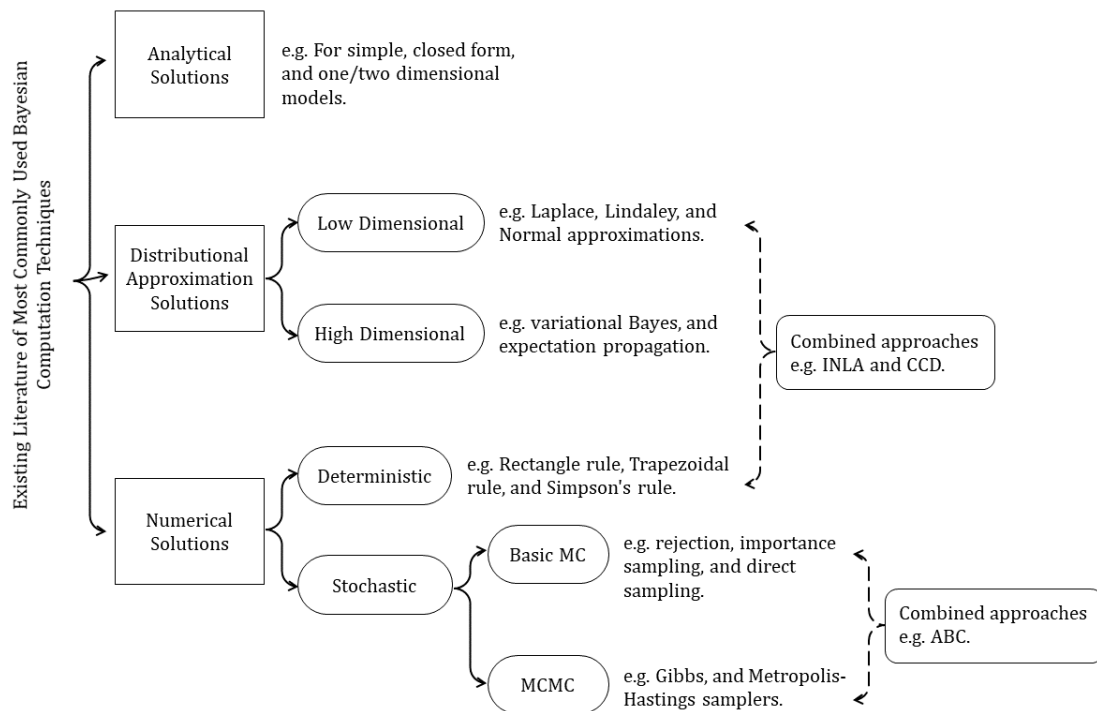 Existing Literature of Most Commonly Used Bayesian
Computation Techniques
Analytical
Solutions
e.g. For simple, closed form,
and one/two dimensional
models.
Distributional
Approximation
Solutions
Low Dimensional
e.g. Laplace, Lindaley, and
Normal approximations.
High Dimensional
e.g. variational Bayes, and
expectation propagation.
Combined approaches
e.g. INLA and CCD.
Numerical
Solutions
Deterministic
e.g. Rectangle rule, Trapezoidal
rule, and Simpson's rule.
Stochastic
Basic MC
e.g. rejection, importance
sampling, and direct
sampling.
MCMC
e.g. Gibbs, and Metropolis-
Hastings samplers.
Combined approaches
e.g. ABC.